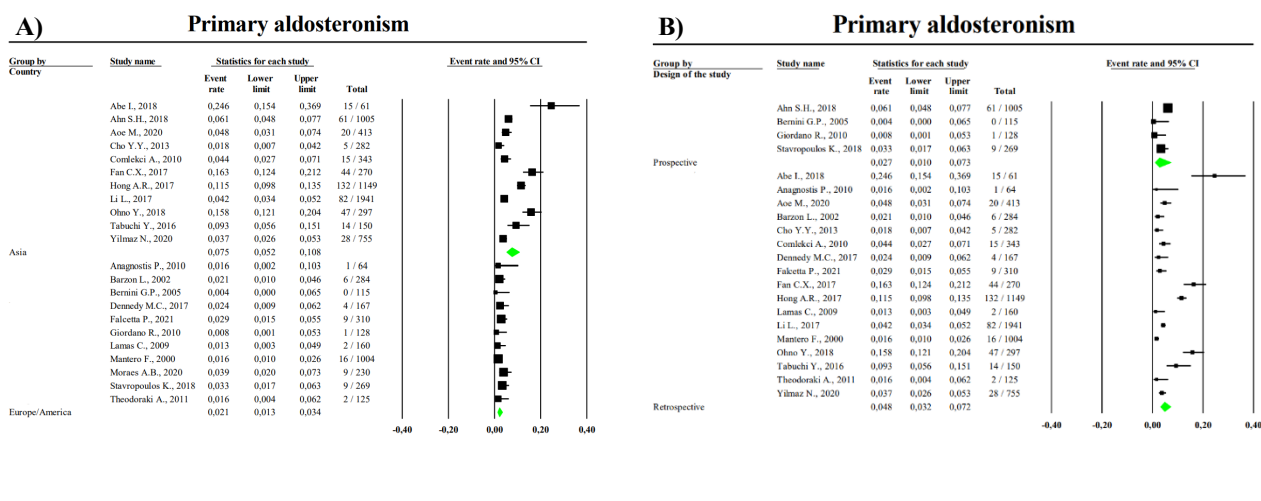 A) Primary aldosteronism
Group by Study name Statistics for each study Event rate and 95% CI
Country
Event rate Lower limit Upper limit Total
Abe I., 2018 0,246 0,154 0,369 15 / 61
Ahn S.H., 2018 0,061 0,048 0,077 61 / 1005
Aoe M., 2020 0,048 0,031 0,074 20 / 413
Cho Y.Y., 2013 0,018 0,007 0,042 5 / 282
Comlekci A., 2010 0,044 0,027 0,071 15 / 343
Fan C.X., 2017 0,163 0,124 0,212 44 / 270
Hong A.R., 2017 0,115 0,098 0,135 132 / 1149
Li L., 2017 0,042 0,034 0,052 82 / 1941
Ohno Y., 2018 0,158 0,121 0,204 47 / 297
Tabuchi Y., 2016 0,093 0,056 0,151 14 / 150
Yilmaz N., 2020 0,037 0,026 0,053 28 / 755
Asia 0,075 0,052 0,108
Anagnostis P., 2010 0,016 0,002 0,103 1 / 64
Barzon L., 2002 0,021 0,010 0,046 6 / 284
Bernini G.P., 2005 0,004 0,000 0,065 0 / 115
Dennedy M.C., 2017 0,024 0,009 0,062 4 / 167
Falcetta P., 2021 0,029 0,015 0,055 9 / 310
Giordano R., 2010 0,008 0,001 0,053 1 / 128
Lamas C., 2009 0,013 0,003 0,049 2 / 160
Mantero F., 2000 0,016 0,010 0,026 16 / 1004
Moraes A.B., 2020 0,039 0,020 0,073 9 / 230
Stavropoulos K., 2018 0,033 0,017 0,063 9 / 269
Theodoraki A., 2011 0,016 0,004 0,062 2 / 125
Europe/America 0,021 0,013 0,034
-0,40 -0,20 0,00 0,20 0,40
B) Primary aldosteronism
Group by Study name Statistics for each study Event rate and 95% CI
Design of the study
Event rate Lower limit Upper limit Total
Ahn S.H., 2018 0,061 0,048 0,077 61 / 1005
Bernini G.P., 2005 0,004 0,000 0,065 0 / 115
Giordano R., 2010 0,008 0,001 0,053 1 / 128
Stavropoulos K., 2018 0,033 0,017 0,063 9 / 269
Prospective 0,027 0,010 0,073
Abe I., 2018 0,246 0,154 0,369 15 / 61
Anagnostis P., 2010 0,016 0,002 0,103 1 / 64
Aoe M., 2020 0,048 0,031 0,074 20 / 413
Barzon L., 2002 0,021 0,010 0,046 6 / 284
Cho Y.Y., 2013 0,018 0,007 0,042 5 / 282
Comlekci A., 2010 0,044 0,027 0,071 15 / 343
Dennedy M.C., 2017 0,024 0,009 0,062 4 / 167
Falcetta P., 2021 0,029 0,015 0,055 9 / 310
Fan C.X., 2017 0,163 0,124 0,212 44 / 270
Hong A.R., 2017 0,115 0,098 0,135 132 / 1149
Lamas C., 2009 0,013 0,003 0,049 2 / 160
Li L., 2017 0,042 0,034 0,052 82 / 1941
Mantero F., 2000 0,016 0,010 0,026 16 / 1004
Ohno Y., 2018 0,158 0,121 0,204 47 / 297
Tabuchi Y., 2016 0,093 0,056 0,151 14 / 150
Theodoraki A., 2011 0,016 0,004 0,062 2 / 125
Yilmaz N., 2020 0,037 0,026 0,053 28 / 755
Retrospective 0,048 0,032 0,072
-0,40 -0,20 0,00 0,20 0,40